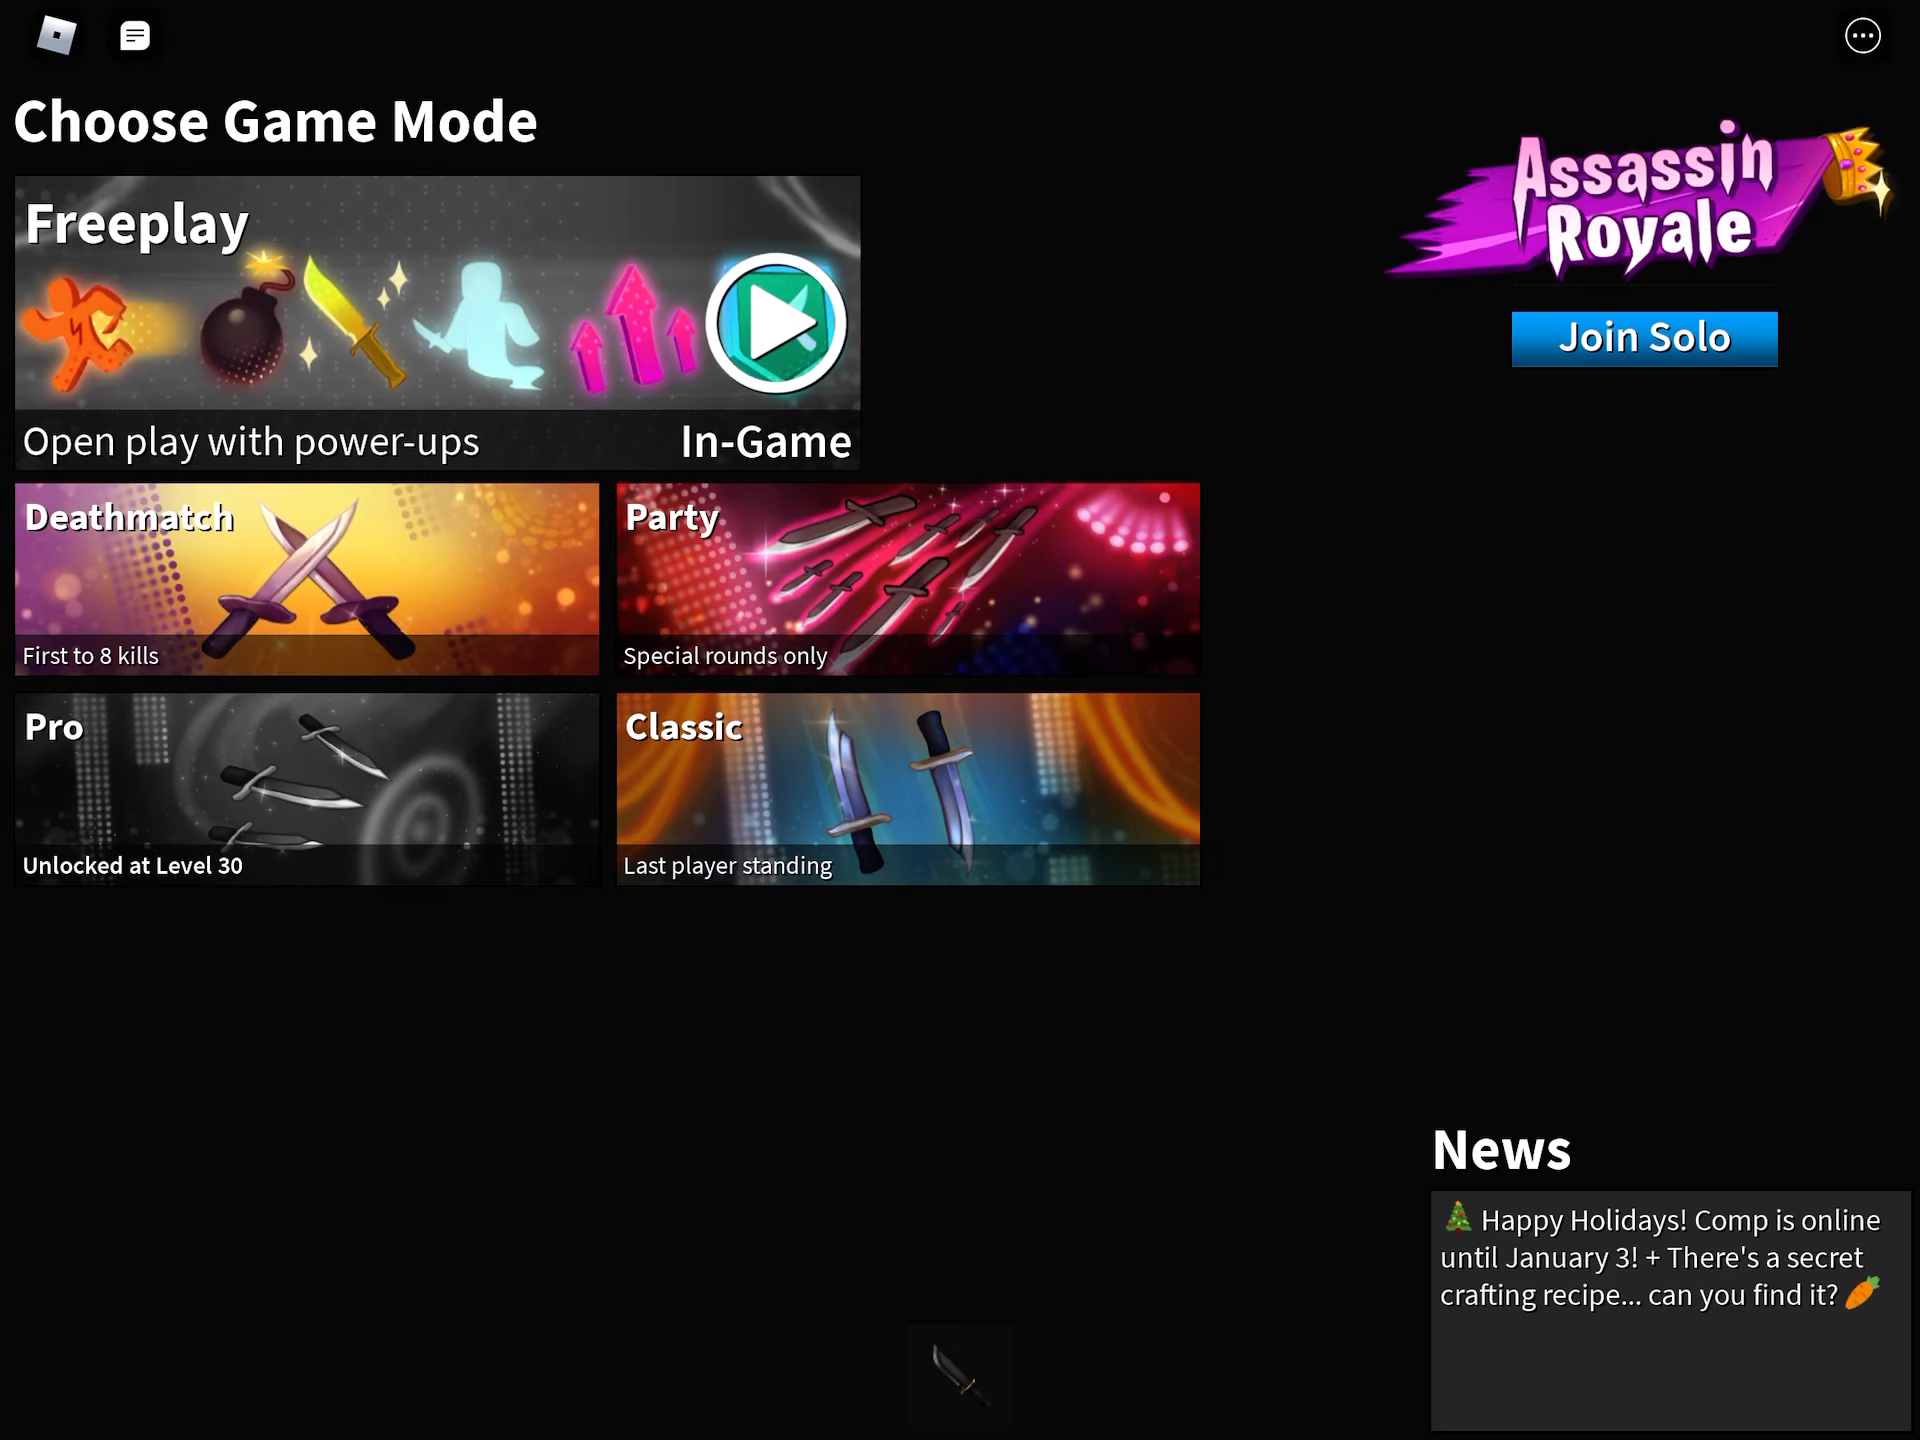 Choose Game Mode
Freeplay
Open play with power-ups
In-Game
Deathmatch
First to 8 kills
Party
Special rounds only
Pro
Unlocked at Level 30
Classic
Last player standing
Assassin
Royale
Join Solo
News
🎄 Happy Holidays! Comp is online
until January 3! + There's a secret
crafting recipe... can you find it? 🥕